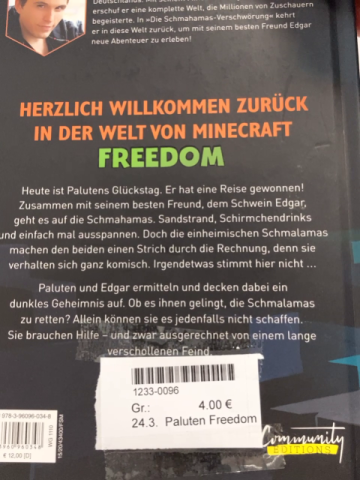 Deutschlands.
erschuf er eine komplette Welt, die Millionen von Zuschauern
begeisterte. In »Die Schmahamas-Verschwörung« kehrt
er in diese Welt zurück, um mit seinem besten Freund Edgar
neue Abenteuer zu erleben!
HERZLICH WILLKOMMEN ZURÜCK
IN DER WELT VON MINECRAFT
FREEDOM
Heute ist Palutens Glückstag. Er hat eine Reise gewonnen!
Zusammen mit seinem besten Freund, dem Schwein Edgar,
geht es auf die Schmahamas. Sandstrand, Schirmchendrinks
und einfach mal ausspannen. Doch die einheimischen Schmalamas
machen den beiden einen Strich durch die Rechnung, denn sie
verhalten sich ganz komisch. Irgendetwas stimmt hier nicht ...
Paluten und Edgar ermitteln und decken dabei ein
dunkles Geheimnis auf. Ob es ihnen gelingt, die Schmalamas
zu retten? Allein können sie es jedenfalls nicht schaffen.
Sie brauchen Hilfe – und zwar ausgerechnet von einem lange
verschollenen Feind
1233-0096
Gr.: 4.00 €
24.3. Paluten Freedom
078-3-96096-034-8
€ 12,00 [D]
WG 1110
Community
EDITIONS